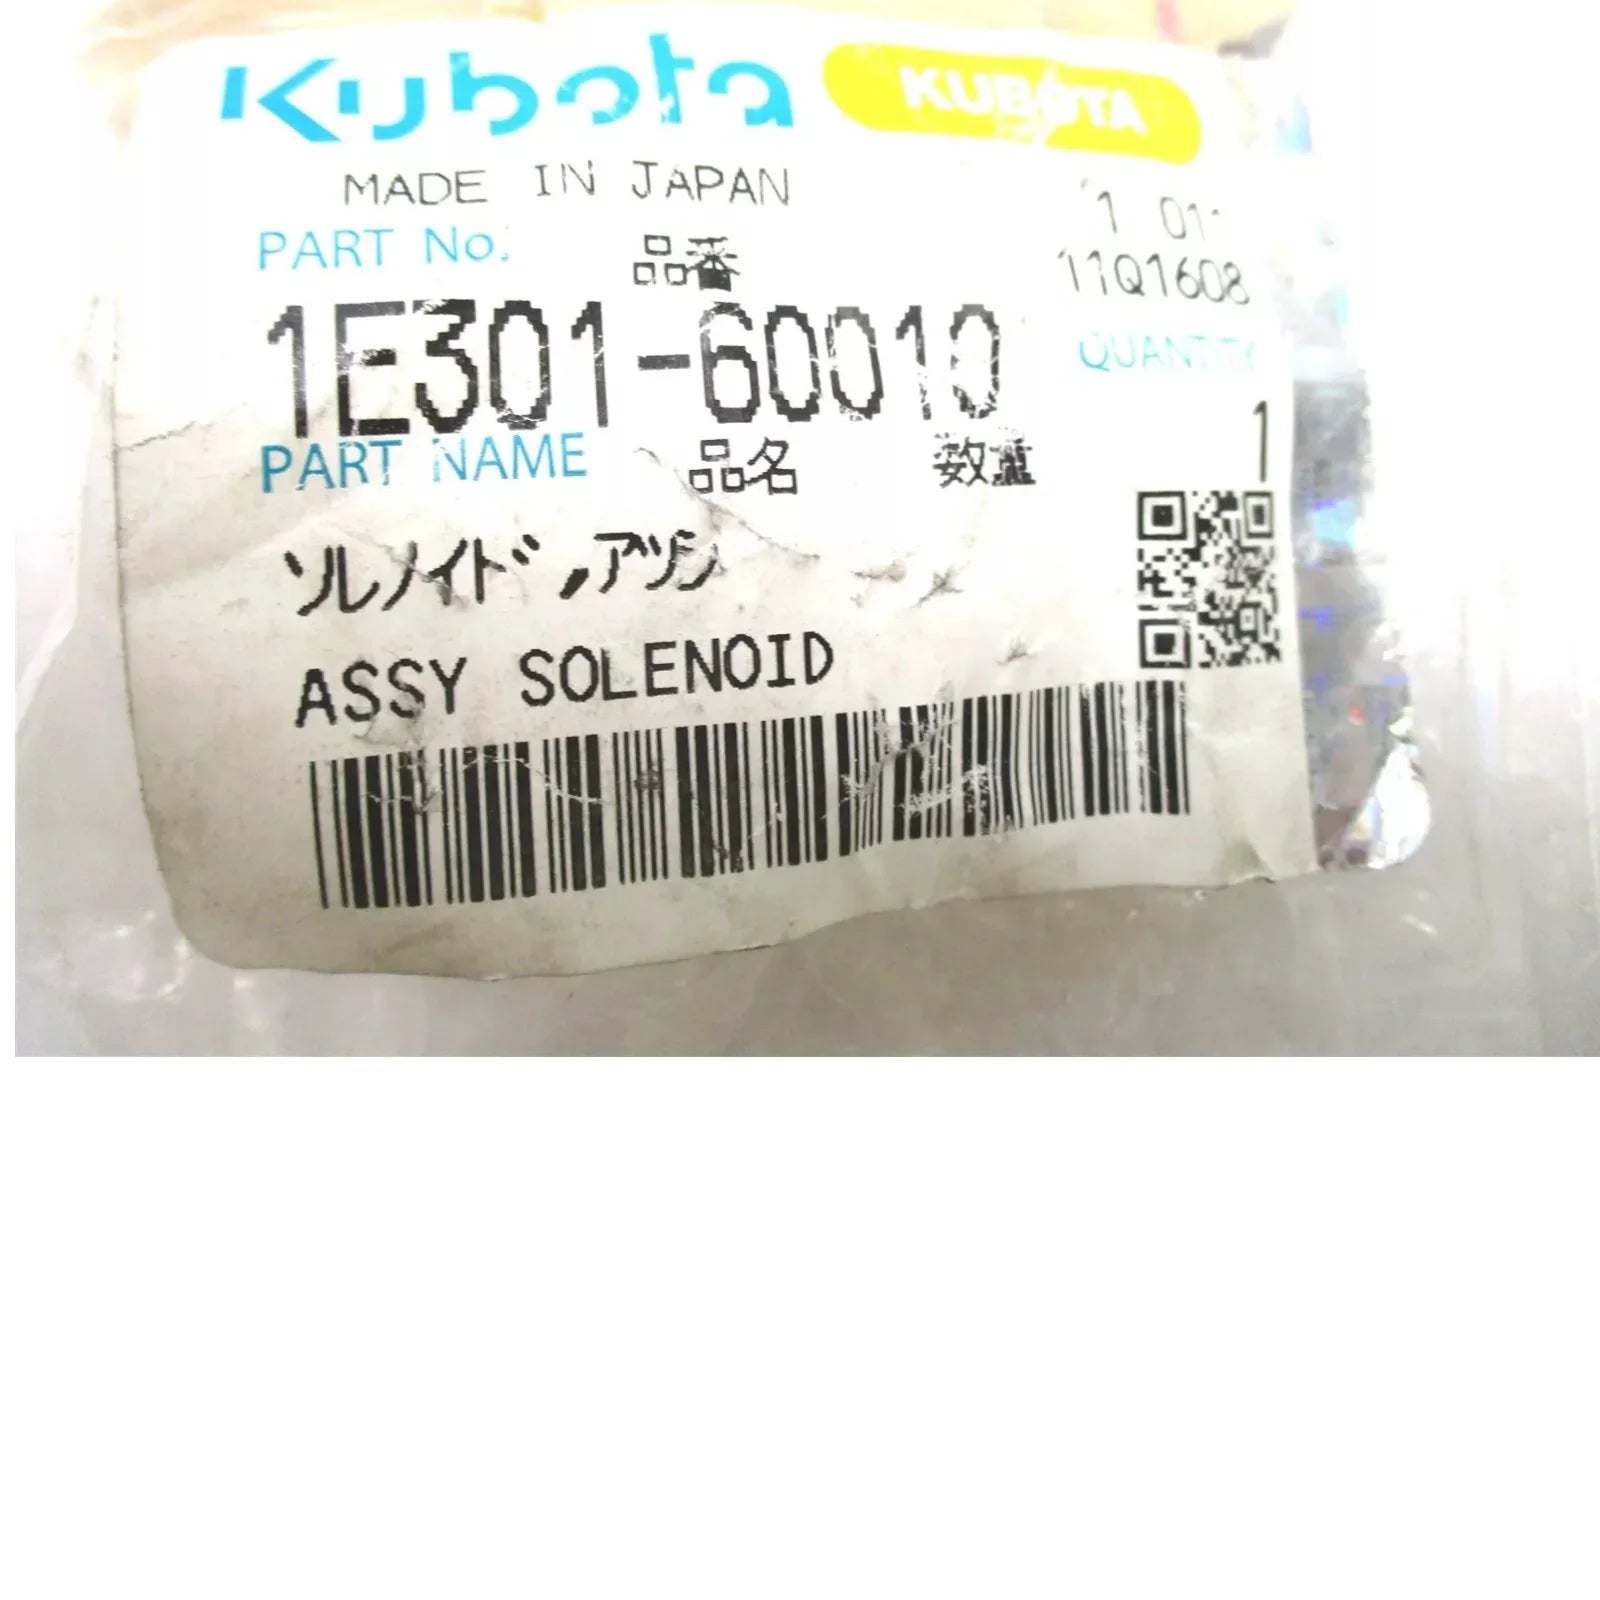 Kubota KUBOTA
MADE IN JAPAN
PART No. 品番
11Q1608
1E301-60010
QUANTITY
PART NAME 品名 数量
1
ソレノイド,アツシ
ASSY SOLENOID